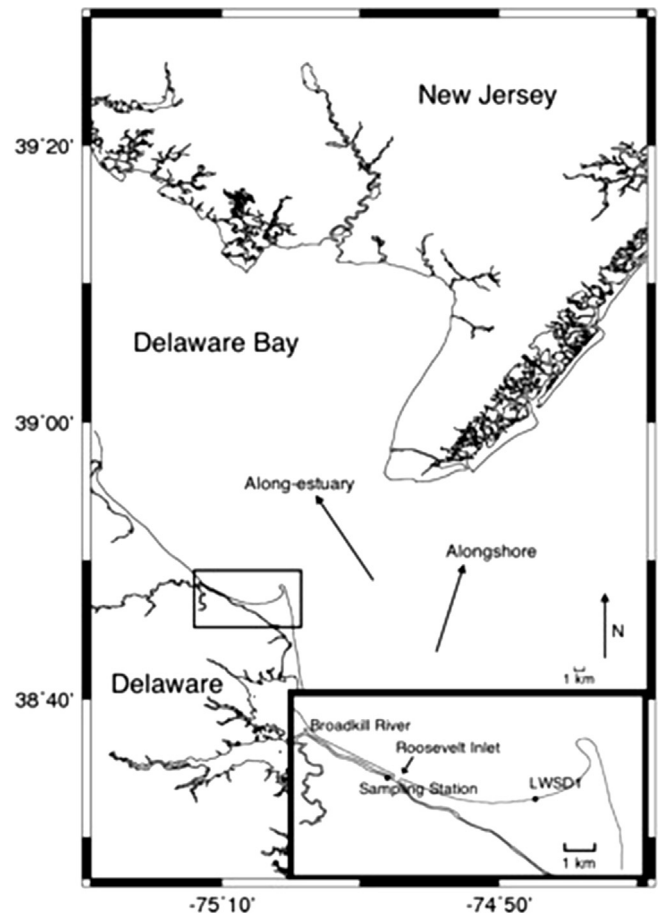 New Jersey
39°20'
Delaware Bay
39°00'
Along-estuary
Alongshore
N
1 km
38°40'
Delaware
Broadkill River
Roosevelt Inlet
Sampling Station
LWSD1
1 km
-75°10'
-74°50'